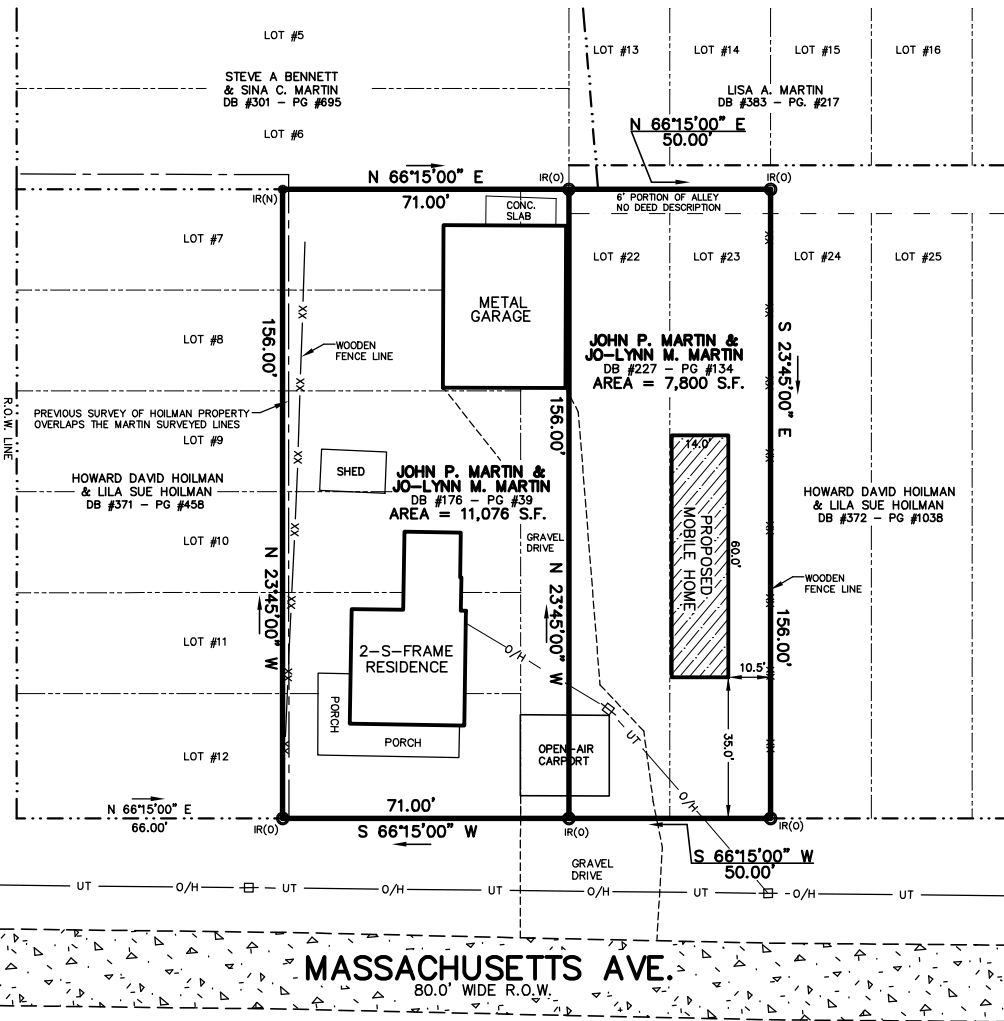 LOT #5
LOT #13
LOT #14
LOT #15
LOT #16
STEVE A BENNETT
& SINA C. MARTIN
DB #301 - PG #695
LISA A. MARTIN
DB #383 - PG. #217
LOT #6
N 66°15'00" E
50.00'
N 66°15'00" E
71.00'
IR(N)
IR(O)
IR(O)
6' PORTION OF ALLEY
NO DEED DESCRIPTION
CONC.
SLAB
LOT #7
LOT #22
LOT #23
LOT #24
LOT #25
METAL
GARAGE
LOT #8
156.00'
WOODEN
FENCE LINE
JOHN P. MARTIN &
JO-LYNN M. MARTIN
DB #227 - PG #134
AREA = 7,800 S.F.
S 23°45'00" E
R.O.W. LINE
PREVIOUS SURVEY OF HOILMAN PROPERTY
OVERLAPS THE MARTIN SURVEYED LINES
156.00'
LOT #9
14.0'
SHED
HOWARD DAVID HOILMAN
& LILA SUE HOILMAN
DB #371 - PG #458
JOHN P. MARTIN &
JO-LYNN M. MARTIN
DB #176 - PG #39
AREA = 11,076 S.F.
HOWARD DAVID HOILMAN
& LILA SUE HOILMAN
DB #372 - PG #1038
LOT #10
GRAVEL
DRIVE
PROPOSED
MOBILE HOME
60.0'
N 23°45'00" W
N 23°45'00" W
WOODEN
FENCE LINE
LOT #11
2-S-FRAME
RESIDENCE
O/H
156.00'
10.5'
PORCH
PORCH
UT
35.0'
LOT #12
OPEN-AIR
CARPORT
O/H
N 66°15'00" E
66.00'
71.00'
S 66°15'00" W
IR(O)
IR(O)
IR(O)
S 66°15'00" W
50.00'
GRAVEL
DRIVE
UT
O/H
UT
O/H
UT
O/H
UT
O/H
UT
MASSACHUSETTS AVE.
80.0' WIDE R.O.W.